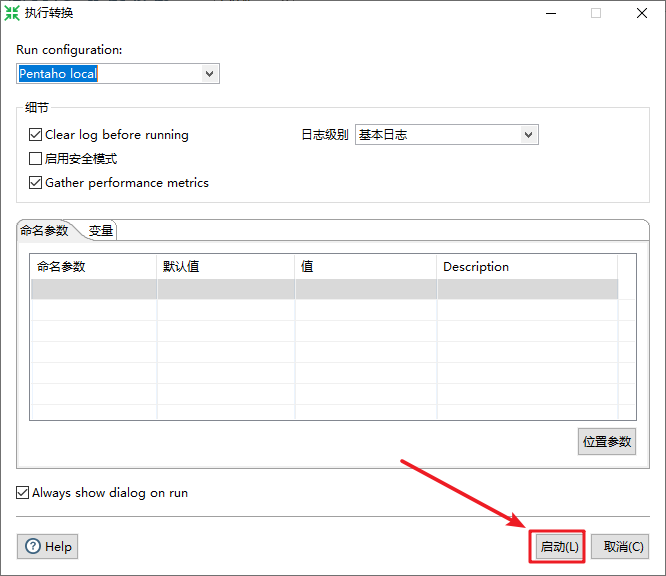 执行转换
Run configuration:
Pentaho local
细节
Clear log before running
日志级别 基本日志
启用安全模式
Gather performance metrics
命名参数 变量
命名参数 默认值 值 Description
位置参数
Always show dialog on run
Help 启动(L) 取消(C)